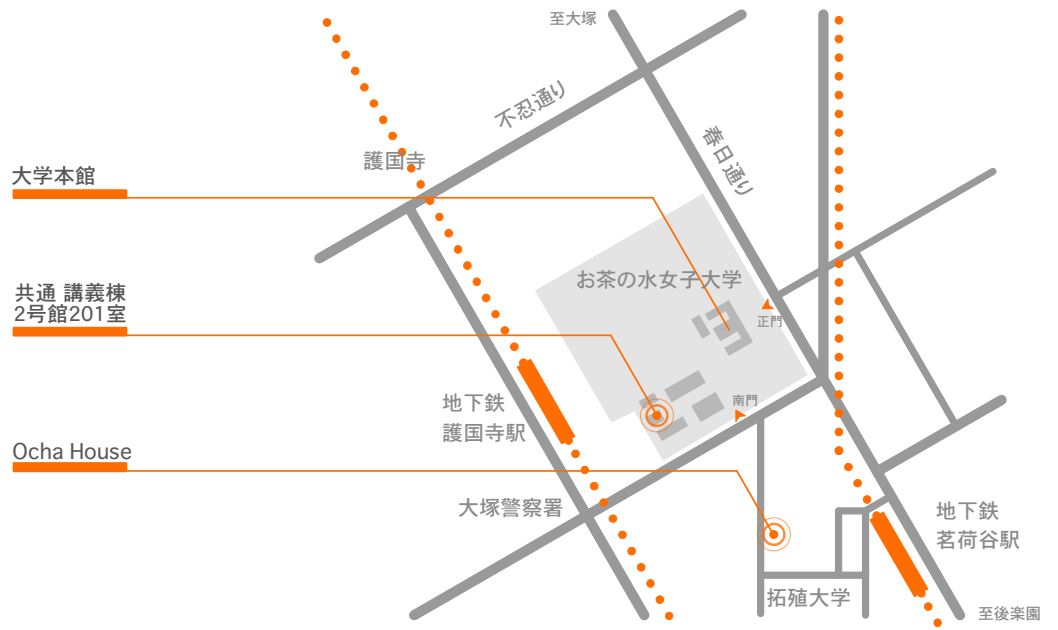 至大塚
不忍通り
春日通り
護国寺
大学本館
お茶の水女子大学
共通 講義棟
2号館201室
正門
地下鉄
護国寺駅
南門
Ocha House
大塚警察署
地下鉄
茗荷谷駅
拓殖大学
至後楽園